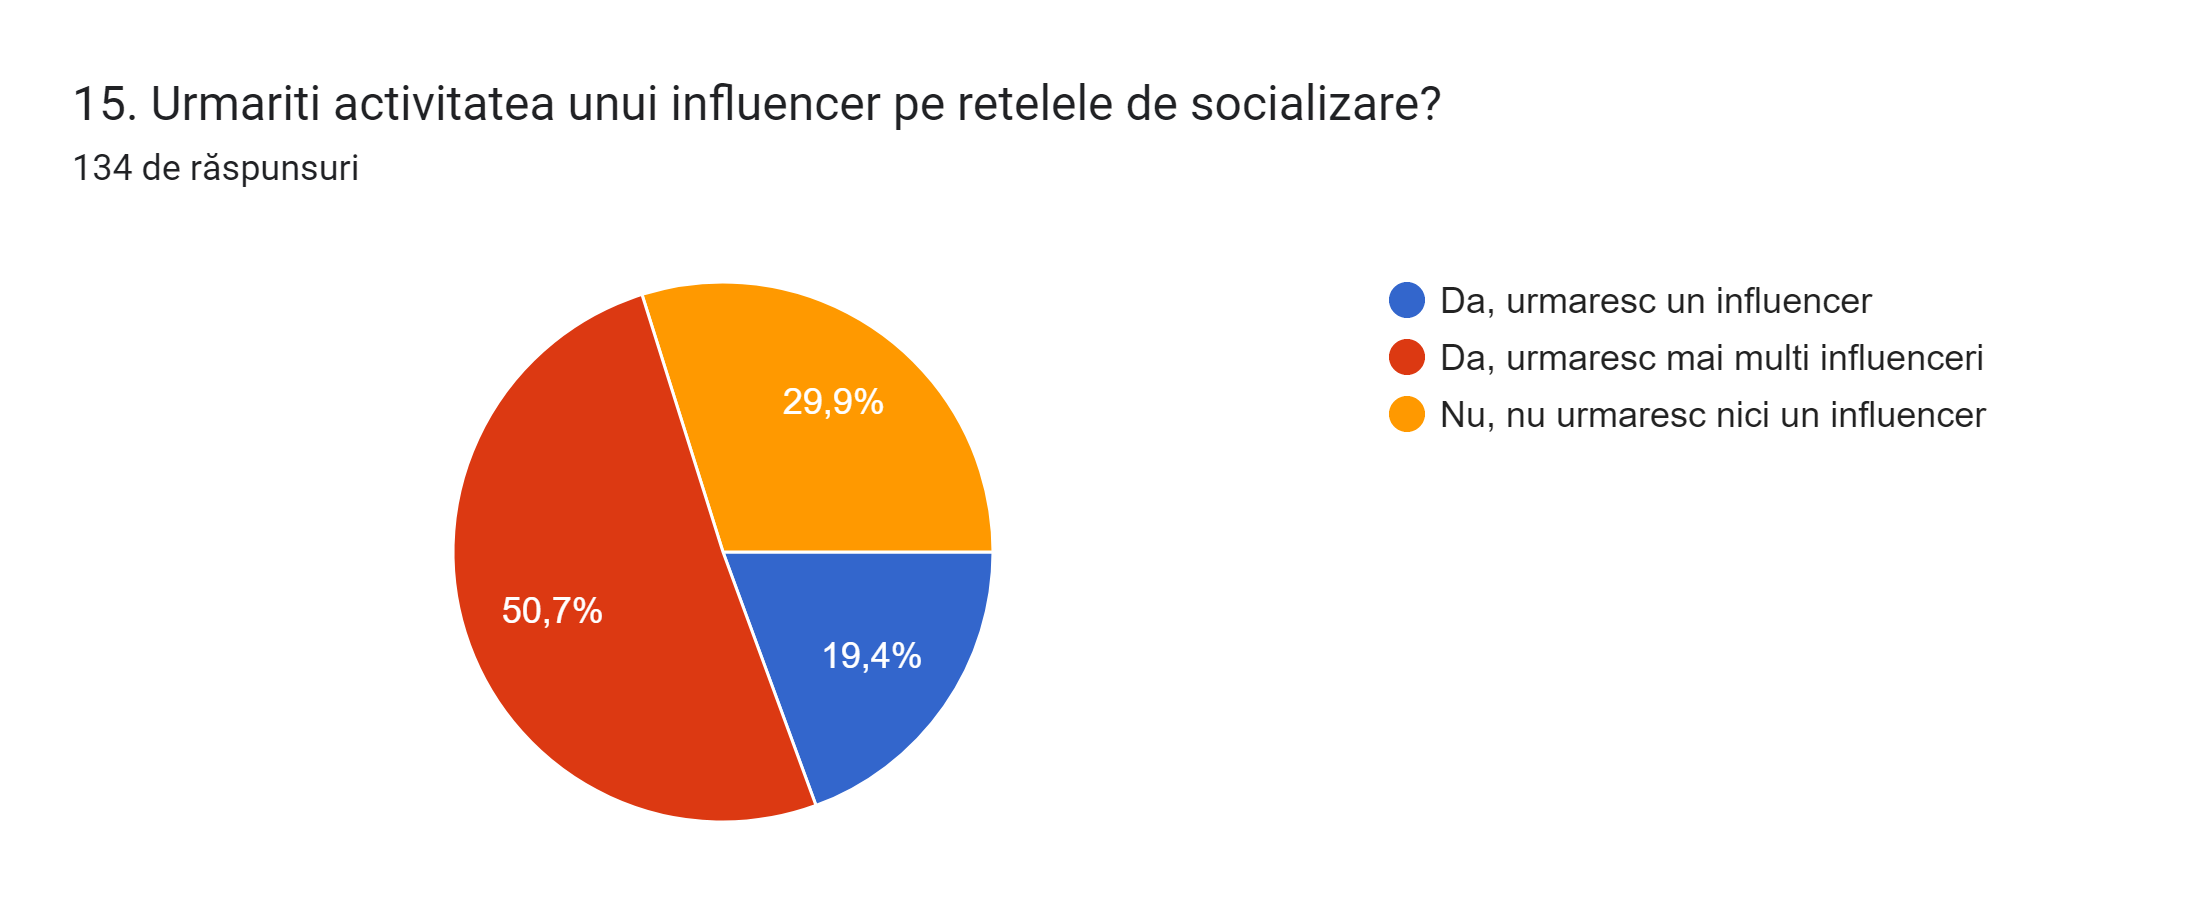 15. Urmariti activitatea unui influencer pe retelele de socializare?
134 de răspunsuri
Da, urmaresc un influencer
Da, urmaresc mai multi influenceri
Nu, nu urmaresc nici un influencer
29,9%
50,7%
19,4%